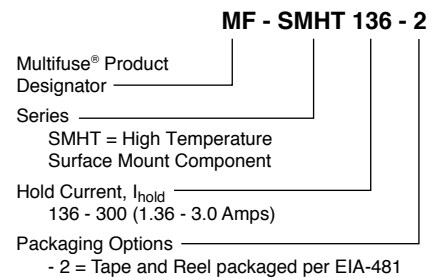 MF - SMHT 136 - 2
Multifuse® Product
Designator
Series
SMHT = High Temperature
Surface Mount Component
Hold Current, Ihold
136 - 300 (1.36 - 3.0 Amps)
Packaging Options
- 2 = Tape and Reel packaged per EIA-481